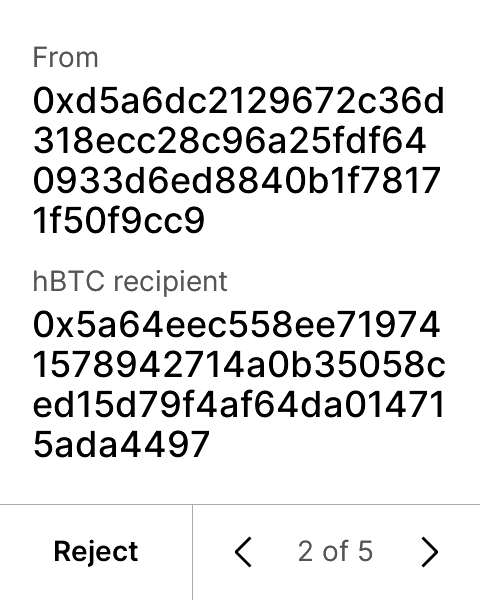 From
0xd5a6dc2129672c36d
318ecc28c96a25fdf64
0933d6ed8840b1f7817
1f50f9cc9
hBTC recipient
0x5a64eec558ee71974
1578942714a0b35058c
ed15d79f4af64da01471
5ada4497
Reject
2 of 5